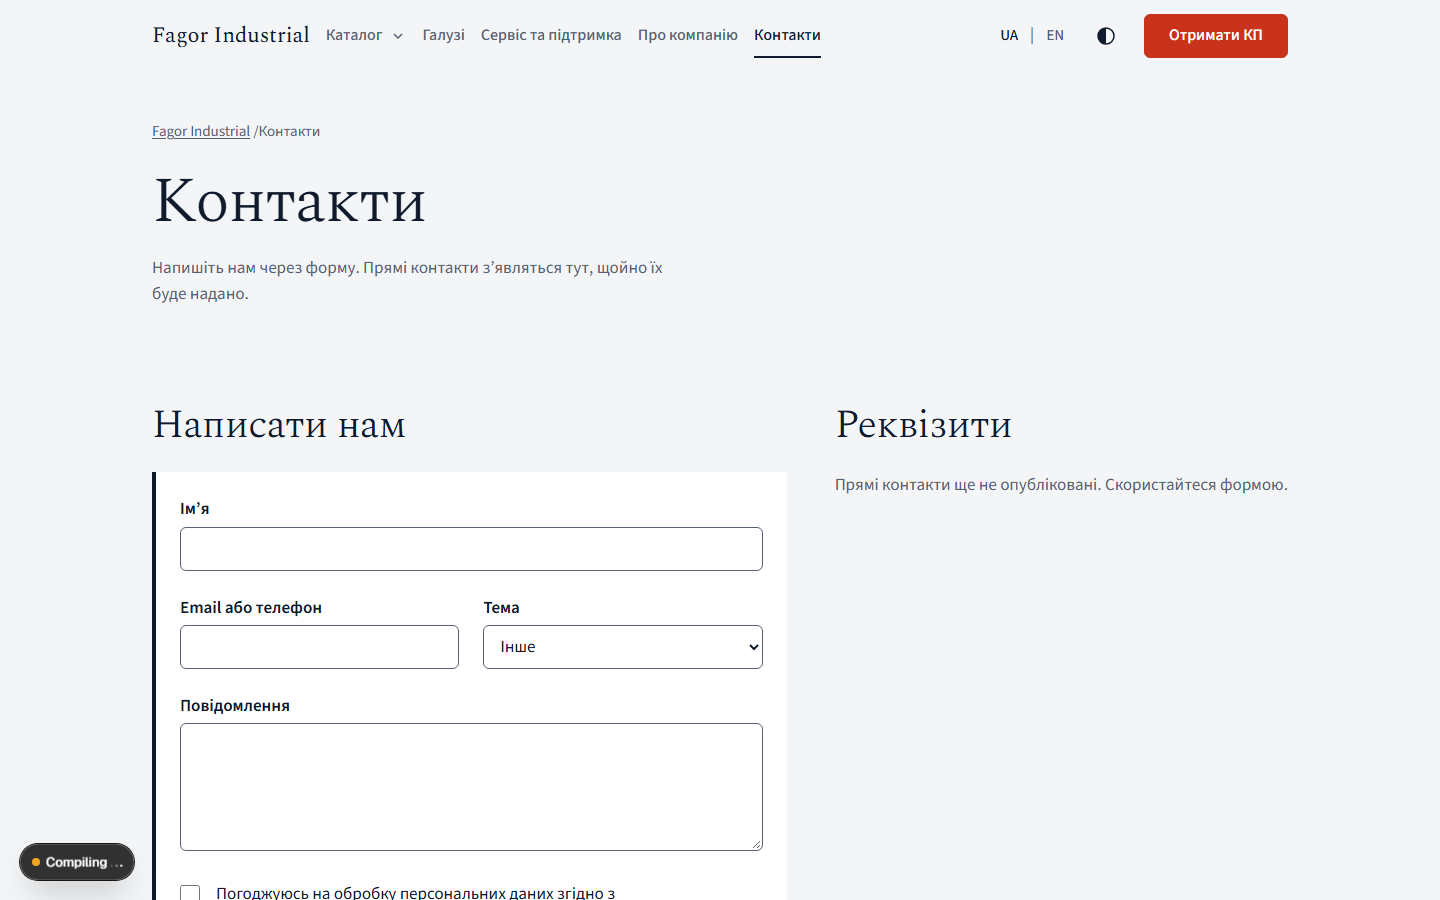 Fagor Industrial Каталог Галузі Сервіс та підтримка Про компанію Контакти UA | EN Отримати КП
Fagor Industrial /Контакти
Контакти
Напишіть нам через форму. Прямі контакти з’являться тут, щойно їх
буде надано.
Написати нам
Реквізити
Прямі контакти ще не опубліковані. Скористайтеся формою.
Ім’я
Email або телефон
Тема
Інше
Повідомлення
Погоджуюсь на обробку персональних даних згідно з
Compiling ...